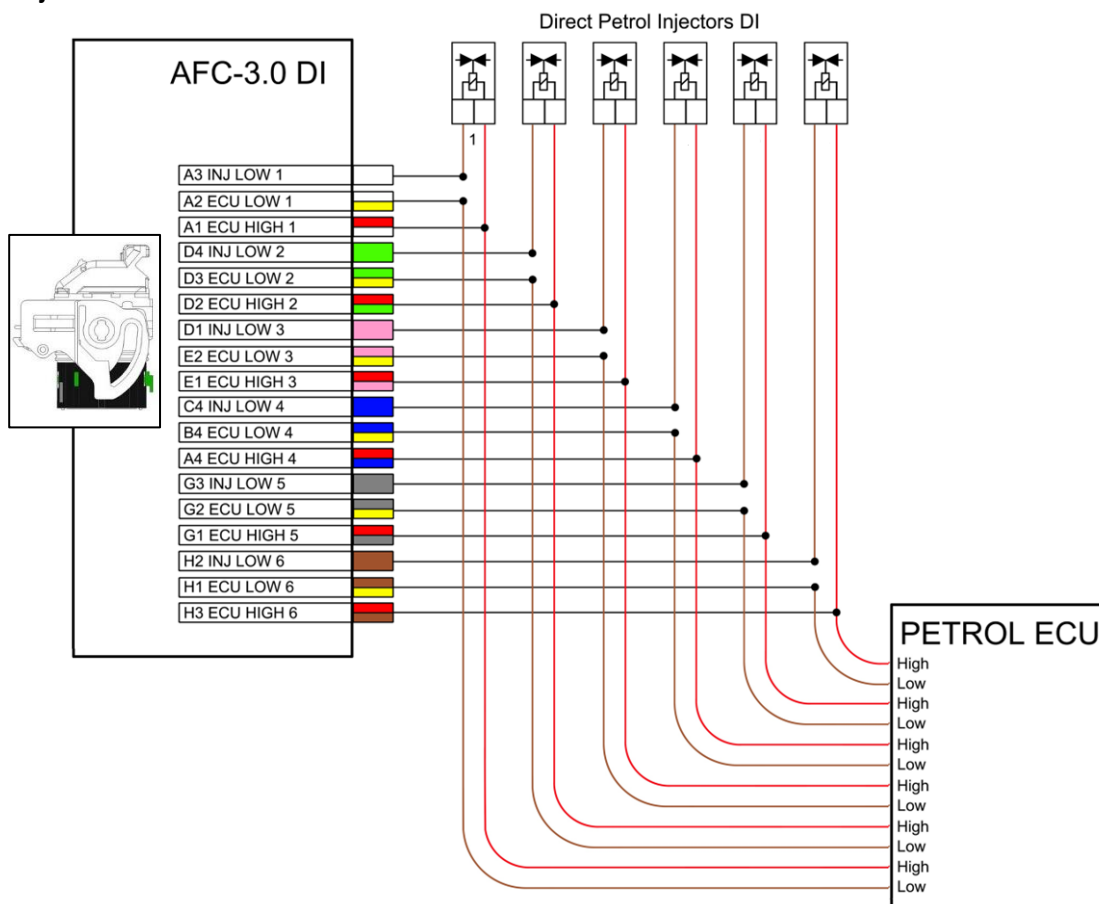 Direct Petrol Injectors DI
AFC-3.0 DI
1
A3 INJ LOW 1
A2 ECU LOW 1
A1 ECU HIGH 1
D4 INJ LOW 2
D3 ECU LOW 2
D2 ECU HIGH 2
D1 INJ LOW 3
E2 ECU LOW 3
E1 ECU HIGH 3
C4 INJ LOW 4
B4 ECU LOW 4
A4 ECU HIGH 4
G3 INJ LOW 5
G2 ECU LOW 5
G1 ECU HIGH 5
H2 INJ LOW 6
H1 ECU LOW 6
H3 ECU HIGH 6
PETROL ECU
High
Low
High
Low
High
Low
High
Low
High
Low
High
Low